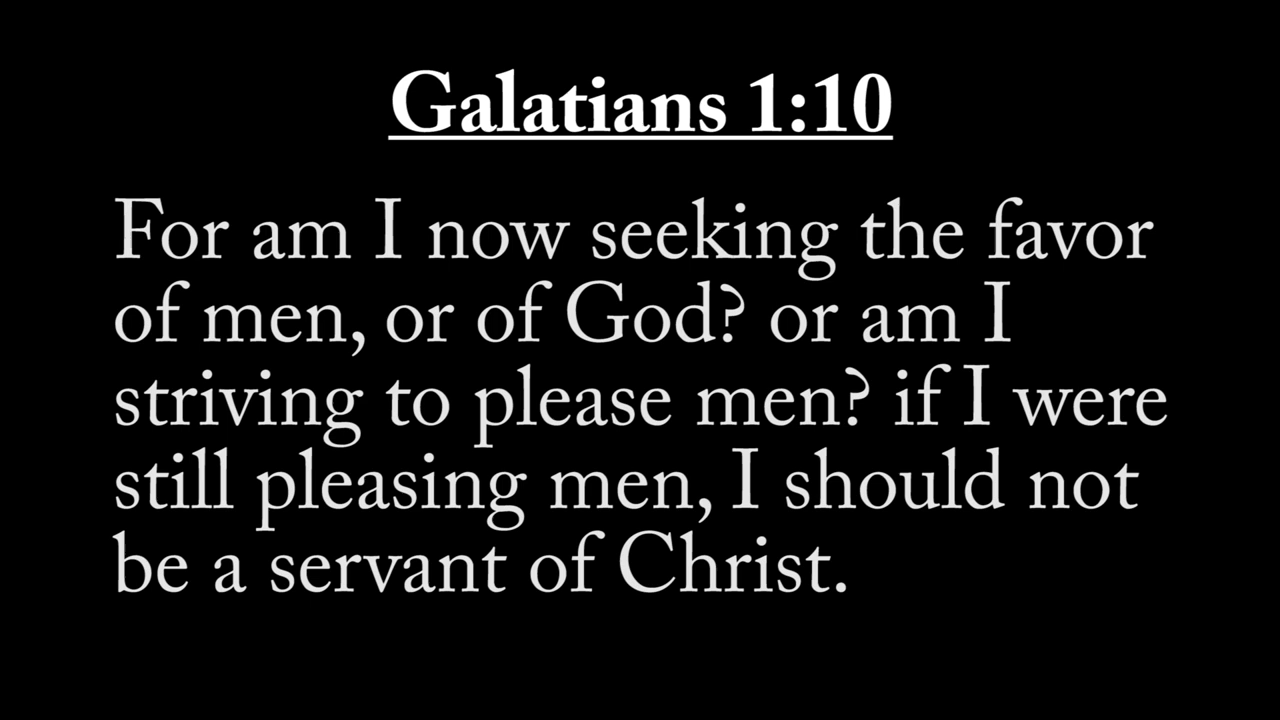 Galatians 1:10
For am I now seeking the favor
of men, or of God? or am I
striving to please men? if I were
still pleasing men, I should not
be a servant of Christ.